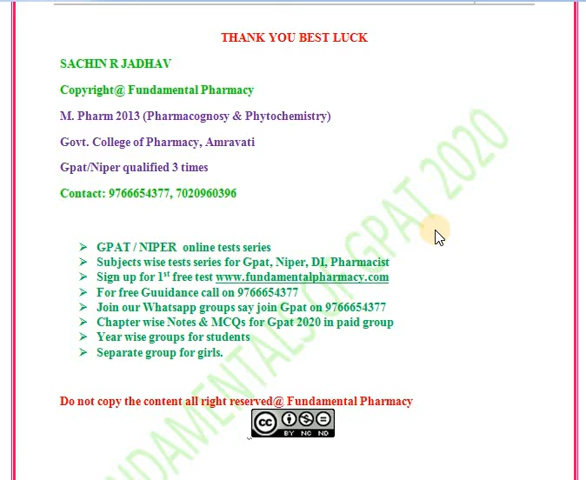 THANK YOU BEST LUCK
SACHIN R JADHAV
Copyright@ Fundamental Pharmacy
M. Pharm 2013 (Pharmacognosy & Phytochemistry)
Govt. College of Pharmacy, Amravati
Gpat/Niper qualified 3 times
Contact: 9766654377, 7020960396
➢ GPAT / NIPER online tests series
➢ Subjects wise tests series for Gpat, Niper, DI, Pharmacist
➢ Sign up for 1st free test www.fundamentalpharmacy.com
➢ For free Guuidance call on 9766654377
➢ Join our Whatsapp groups say join Gpat on 9766654377
➢ Chapter wise Notes & MCQs for Gpat 2020 in paid group
➢ Year wise groups for students
➢ Separate group for girls.
Do not copy the content all right reserved@ Fundamental Pharmacy
cc
BY NC ND
NDAMENTALS OF GPAT 2020